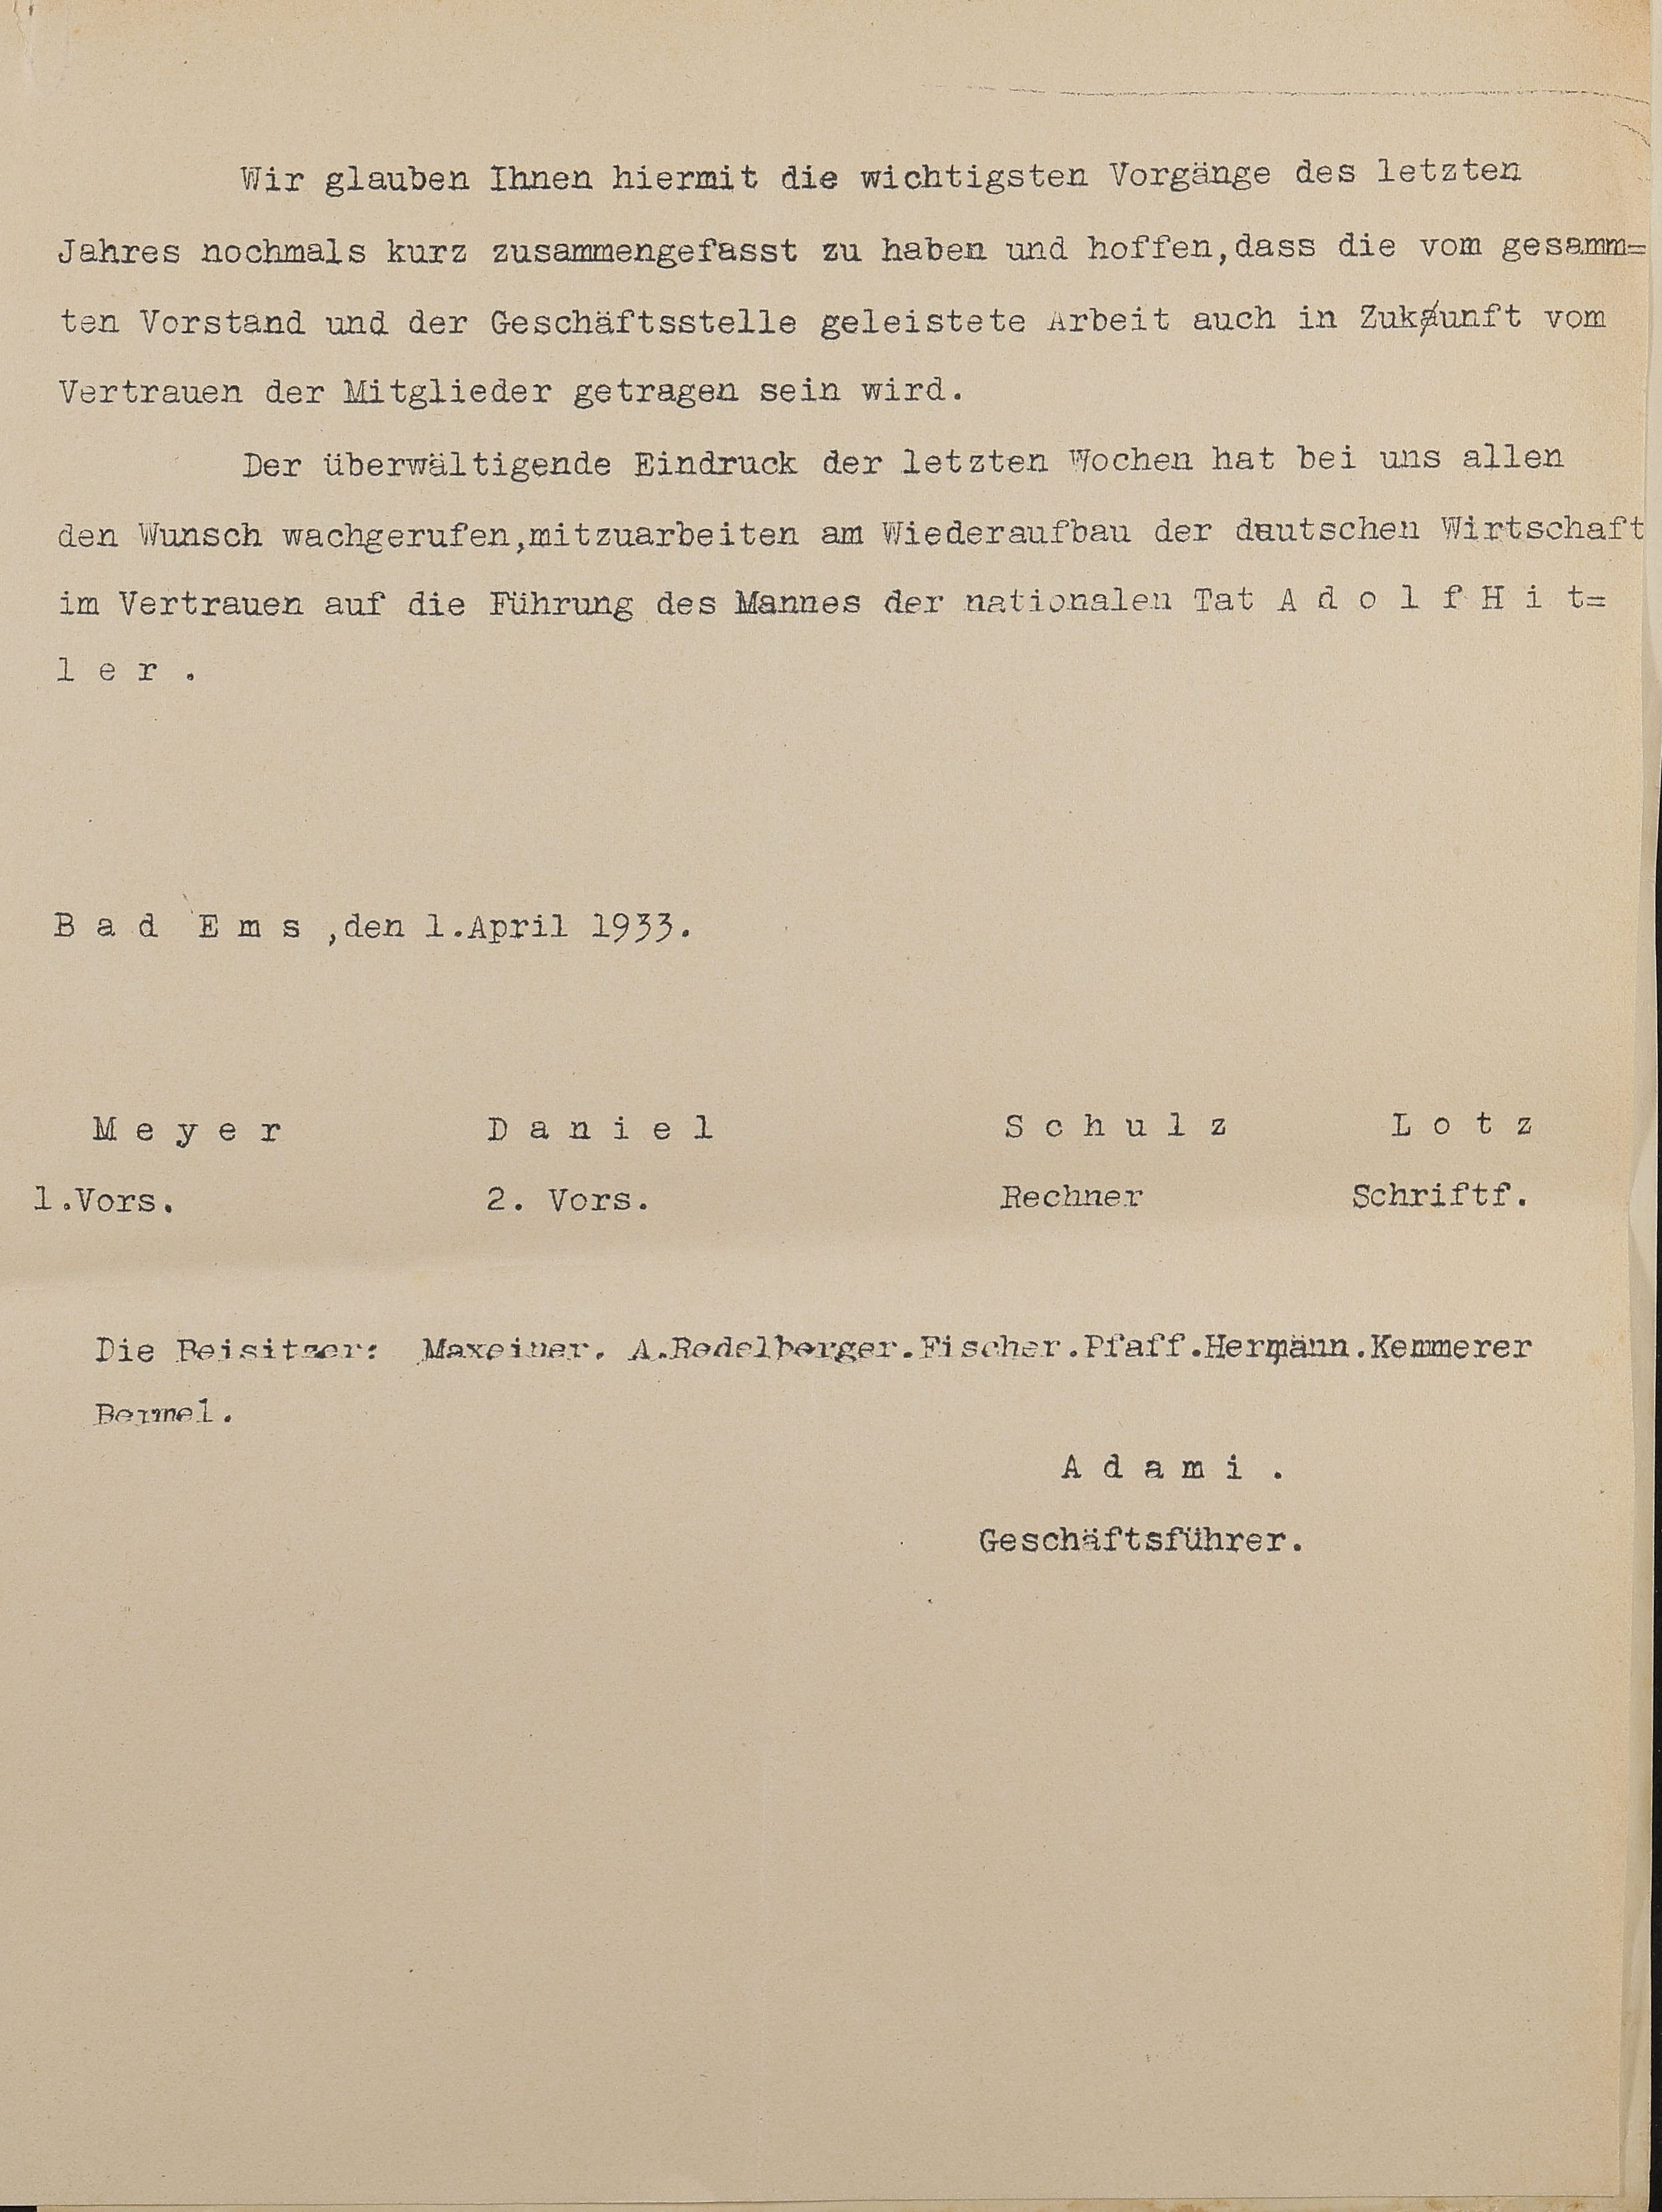 Wir glauben Ihnen hiermit die wichtigsten Vorgänge des letzten
Jahres nochmals kurz zusammengefasst zu haben und hoffen,dass die vom gesamm=
ten Vorstand und der Geschäftsstelle geleistete Arbeit auch in Zukunft vom
Vertrauen der Mitglieder getragen sein wird.
Der überwältigende Eindruck der letzten Wochen hat bei uns allen
den Wunsch wachgerufen,mitzuarbeiten am Wiederaufbau der deutschen Wirtschaft
im Vertrauen auf die Führung des Mannes der nationalen Tat A d o l f H i t=
l e r .
B a d E m s ,den 1.April 1933.
M e y e r D a n i e l S c h u l z L o t z
1.Vors. 2. Vors. Rechner Schriftf.
Die Beisitzer: Maxeiner. A.Redelberger.Fischer.Pfaff.Hermann.Kemmerer
Bermel.
A d a m i .
Geschäftsführer.